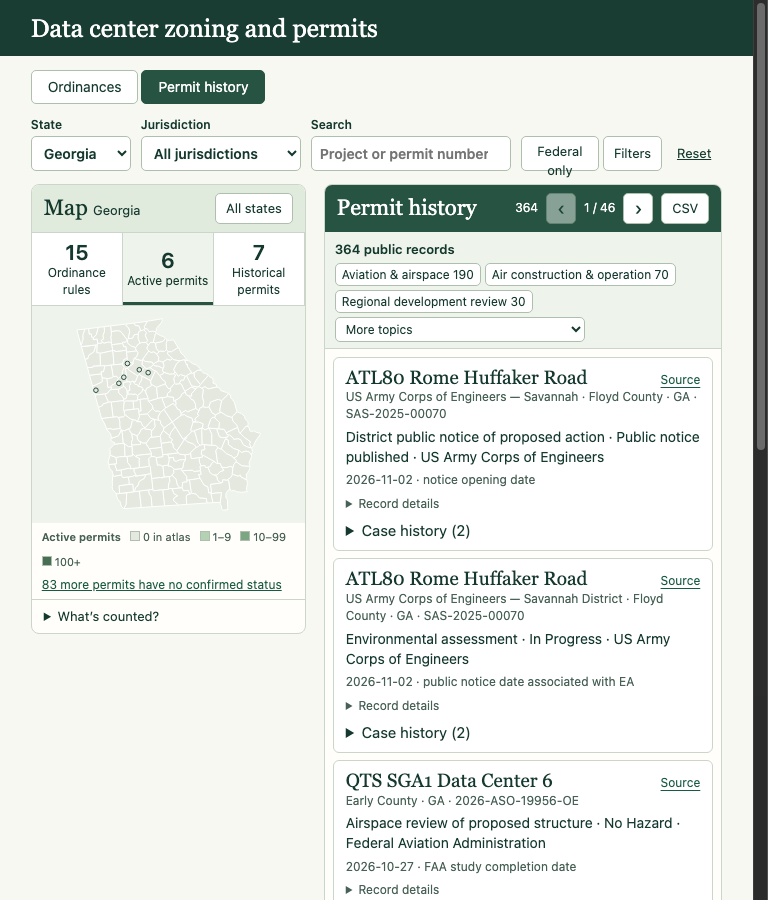 Data center zoning and permits
Ordinances
Permit history
State
Jurisdiction
Search
Georgia
All jurisdictions
Project or permit number
Federal
only
Filters
Reset
Map Georgia
All states
15
Ordinance
rules
6
Active permits
7
Historical
permits
Active permits 0 in atlas 1–9 10–99
100+
83 more permits have no confirmed status
▶ What's counted?
Permit history
364 ‹ 1 / 46 › CSV
364 public records
Aviation & airspace 190
Air construction & operation 70
Regional development review 30
More topics
ATL80 Rome Huffaker Road
Source
US Army Corps of Engineers — Savannah · Floyd County · GA ·
SAS-2025-00070
District public notice of proposed action · Public notice
published · US Army Corps of Engineers
2026-11-02 · notice opening date
▶ Record details
▶ Case history (2)
ATL80 Rome Huffaker Road
Source
US Army Corps of Engineers — Savannah District · Floyd
County · GA · SAS-2025-00070
Environmental assessment · In Progress · US Army
Corps of Engineers
2026-11-02 · public notice date associated with EA
▶ Record details
▶ Case history (2)
QTS SGA1 Data Center 6
Source
Early County · GA · 2026-ASO-19956-OE
Airspace review of proposed structure · No Hazard ·
Federal Aviation Administration
2026-10-27 · FAA study completion date
▶ Record details